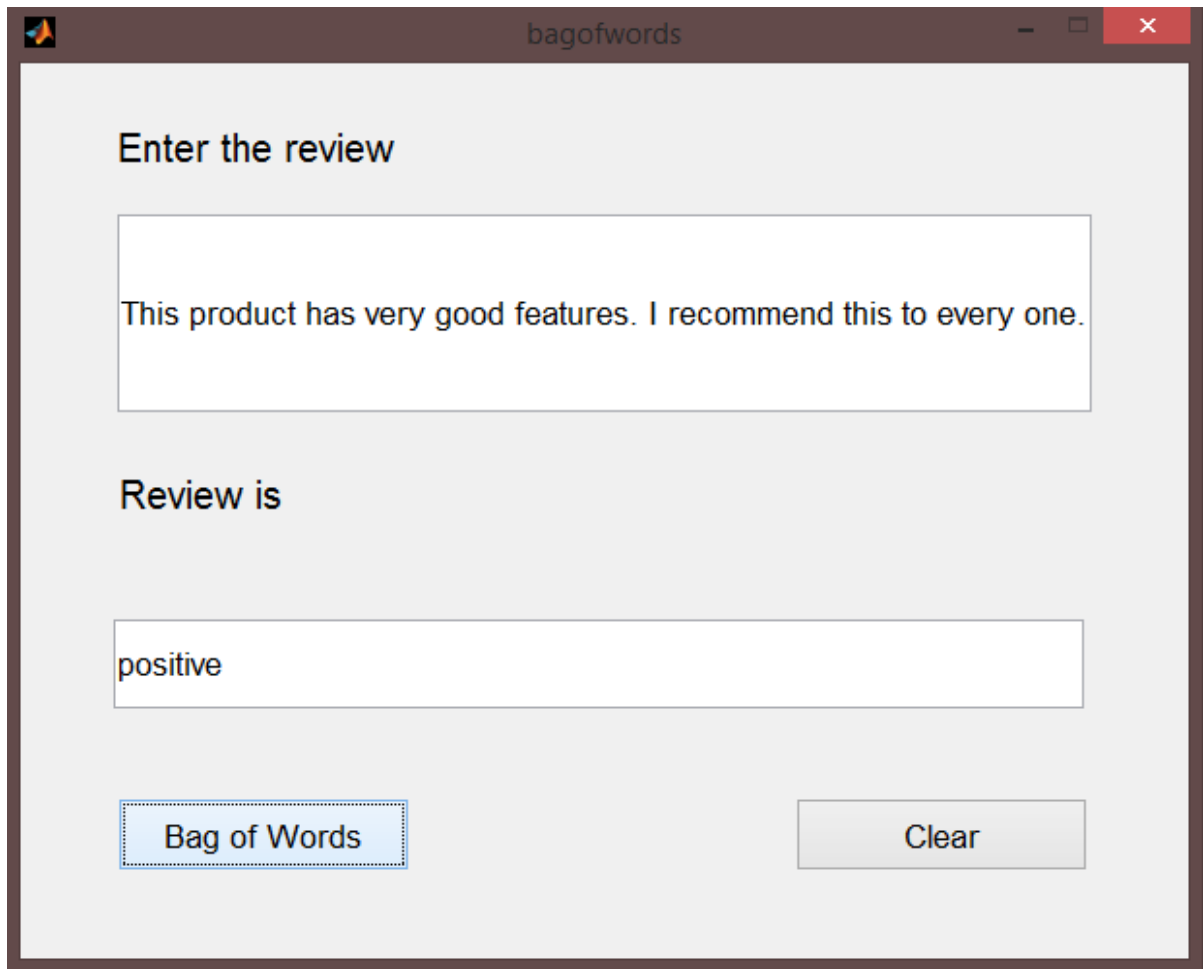 bagofwords
Enter the review
This product has very good features. I recommend this to every one.
Review is
positive
Bag of Words
Clear